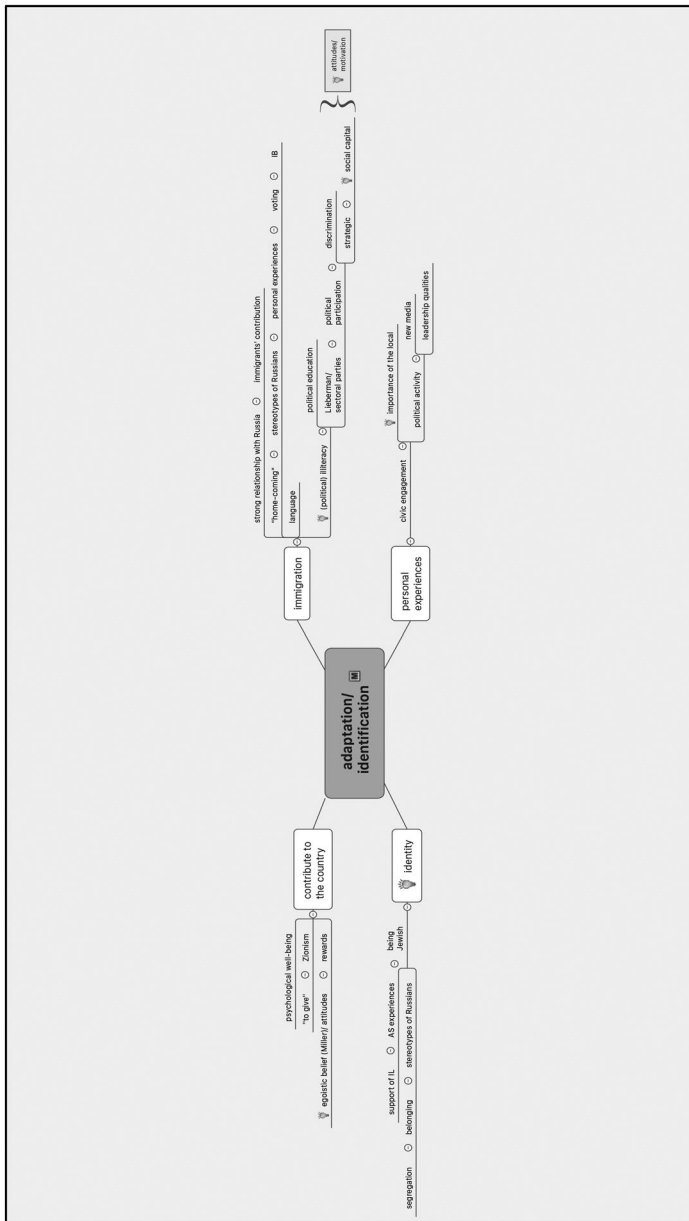 adaptation/
identification
M
immigration
strong relationship with Russia
immigrants' contribution
"home-coming"
stereotypes of Russians
personal experiences
voting
IB
language
(political) illiteracy
political education
Lieberman/
sectoral parties
political
participation
discrimination
strategic
social capital
attitudes/
motivation
personal
experiences
civic engagement
importance of the local
political activity
new media
leadership qualities
contribute to
the country
psychological well-being
"to give"
Zionism
egoistic belief (Miller)/ attitudes
rewards
identity
being
Jewish
support of IL
AS experiences
segregation
belonging
stereotypes of Russians